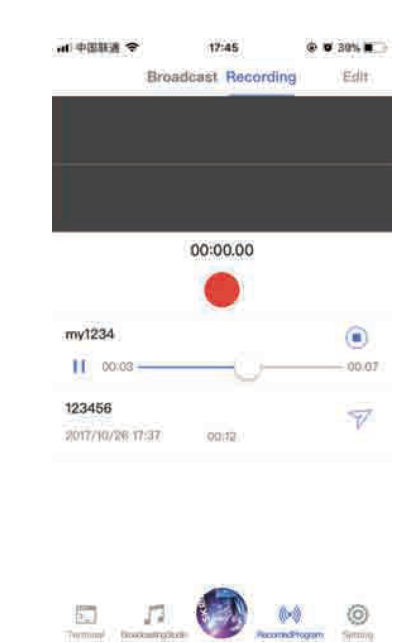 中国联通 17:45 39%
Broadcast Recording Edit
00:00.00
my1234
00:03 00:07
123456
2017/10/26 17:37 00:12
Terminal BroadcastingStudio RecorredProgram Setting